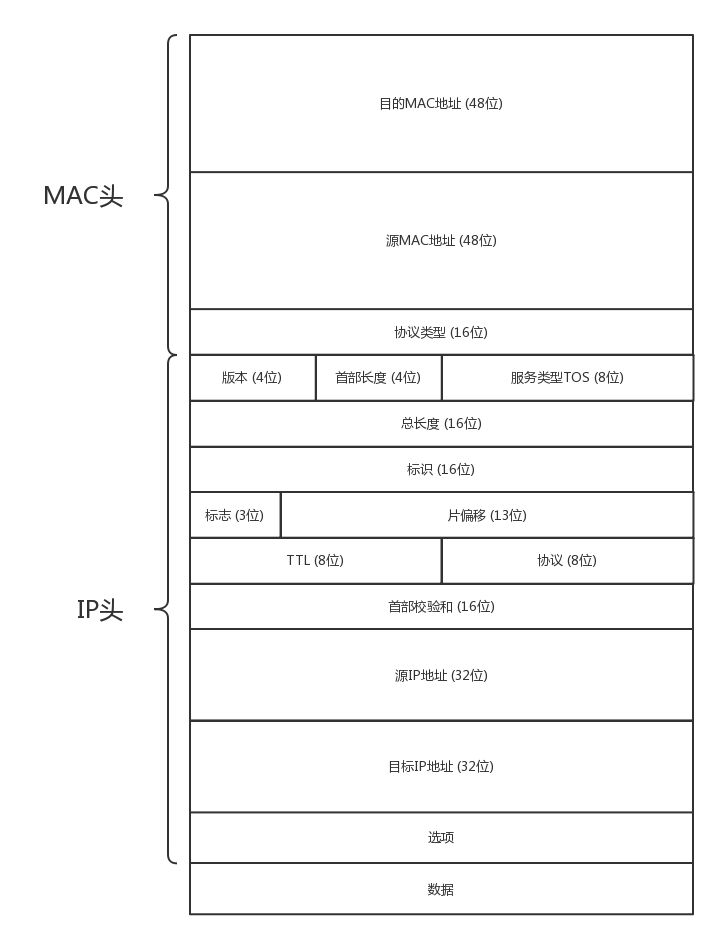 目的MAC地址 (48位)
MAC头
源MAC地址 (48位)
协议类型 (16位)
版本 (4位) 首部长度 (4位) 服务类型TOS (8位)
总长度 (16位)
标识 (16位)
标志 (3位) 片偏移 (13位)
TTL (8位) 协议 (8位)
IP头
首部校验和 (16位)
源IP地址 (32位)
目标IP地址 (32位)
选项
数据